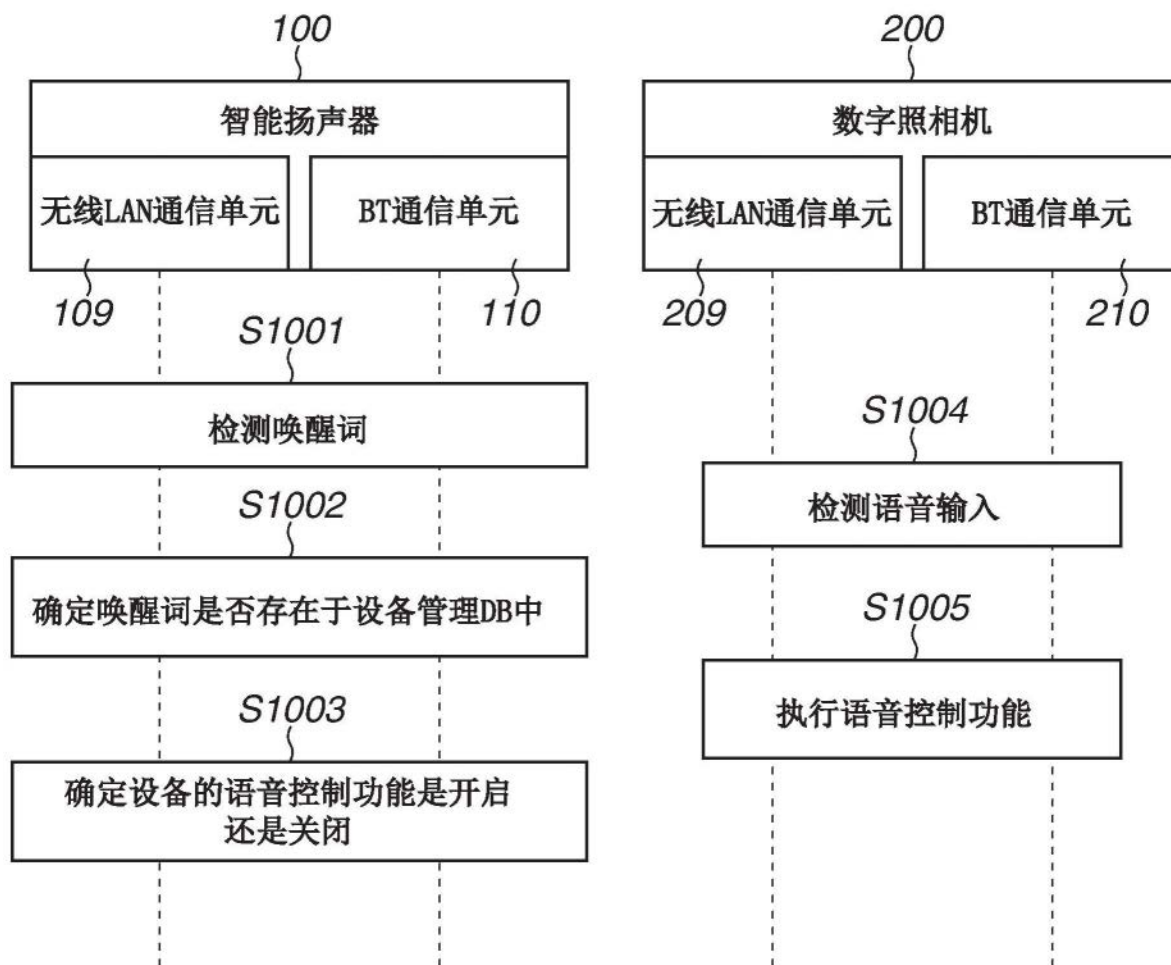 100
200
智能扬声器
数字照相机
无线LAN通信单元
BT通信单元
无线LAN通信单元
BT通信单元
109
110
209
210
S1001
检测唤醒词
S1004
检测语音输入
S1002
确定唤醒词是否存在于设备管理DB中
S1005
执行语音控制功能
S1003
确定设备的语音控制功能是开启
还是关闭